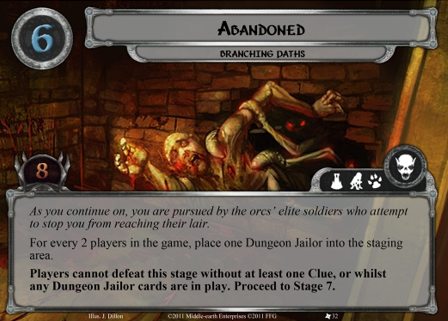 6
ABANDONED
BRANCHING PATHS
8
As you continue on, you are pursued by the orcs' elite soldiers who attempt
to stop you from reaching their lair.
For every 2 players in the game, place one Dungeon Jailor into the staging
area.
Players cannot defeat this stage without at least one Clue, or whilst
any Dungeon Jailor cards are in play. Proceed to Stage 7.
Illus. J. Dillon
©2011 Middle-earth Enterprises ©2011 FFG
32